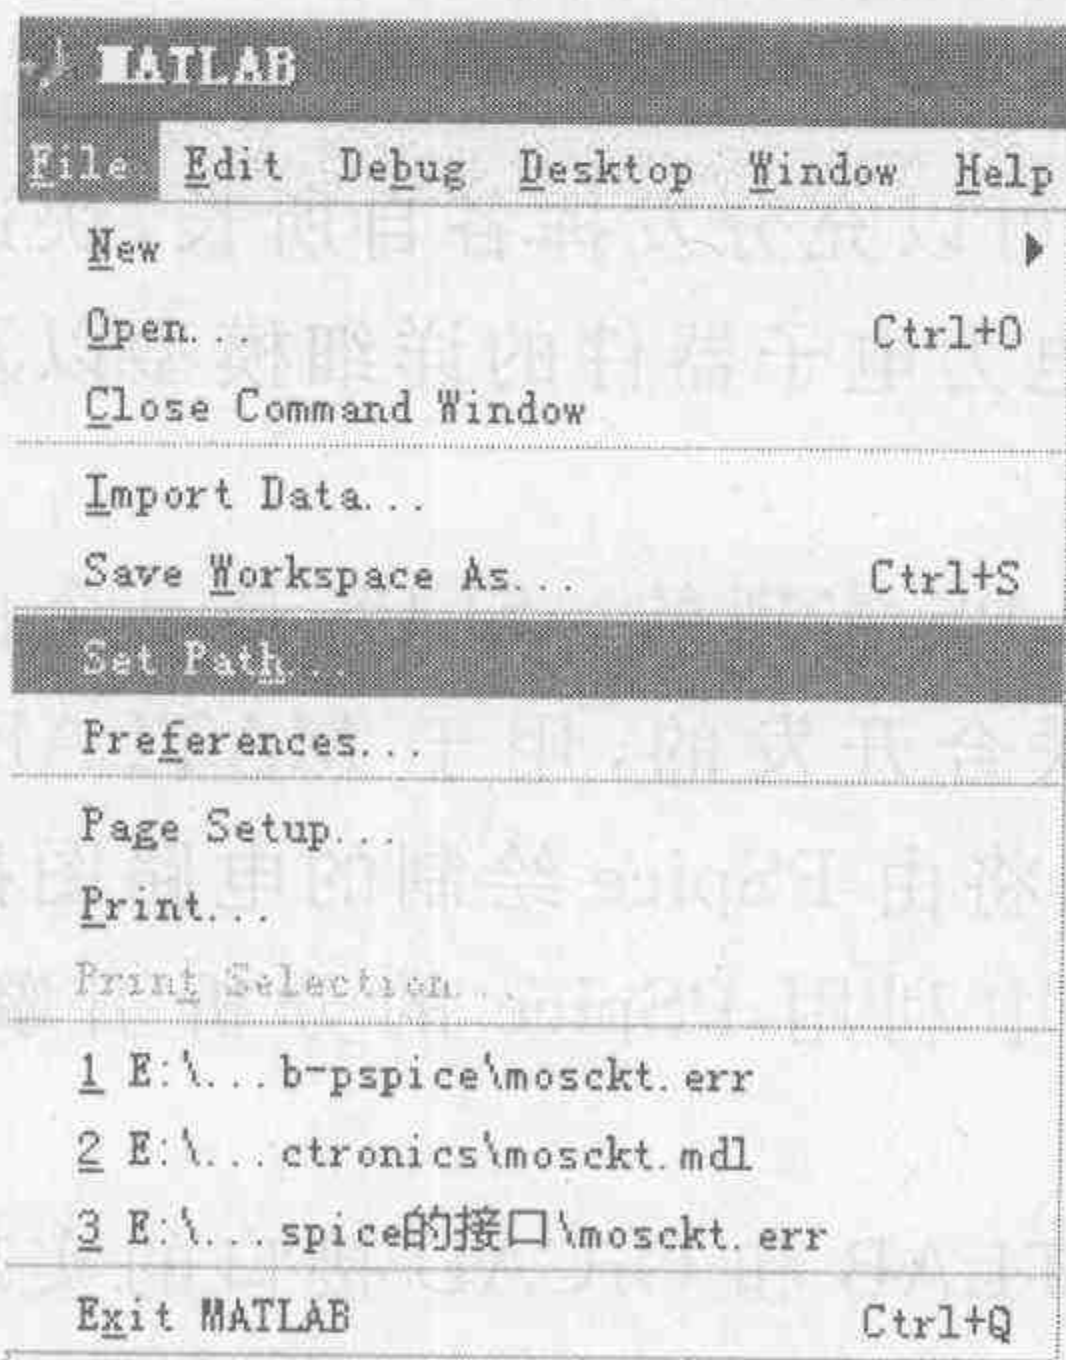 MATLAB
File Edit Debug Desktop Window Help
New
Open... Ctrl+O
Close Command Window
Import Data...
Save Workspace As... Ctrl+S
Set Path...
Preferences...
Page Setup...
Print...
Print Selection...
1 E:\...b-pspice\mosckt.err
2 E:\...ctronics\mosckt.mdl
3 E:\...spice的接口\mosckt.err
Exit MATLAB Ctrl+Q